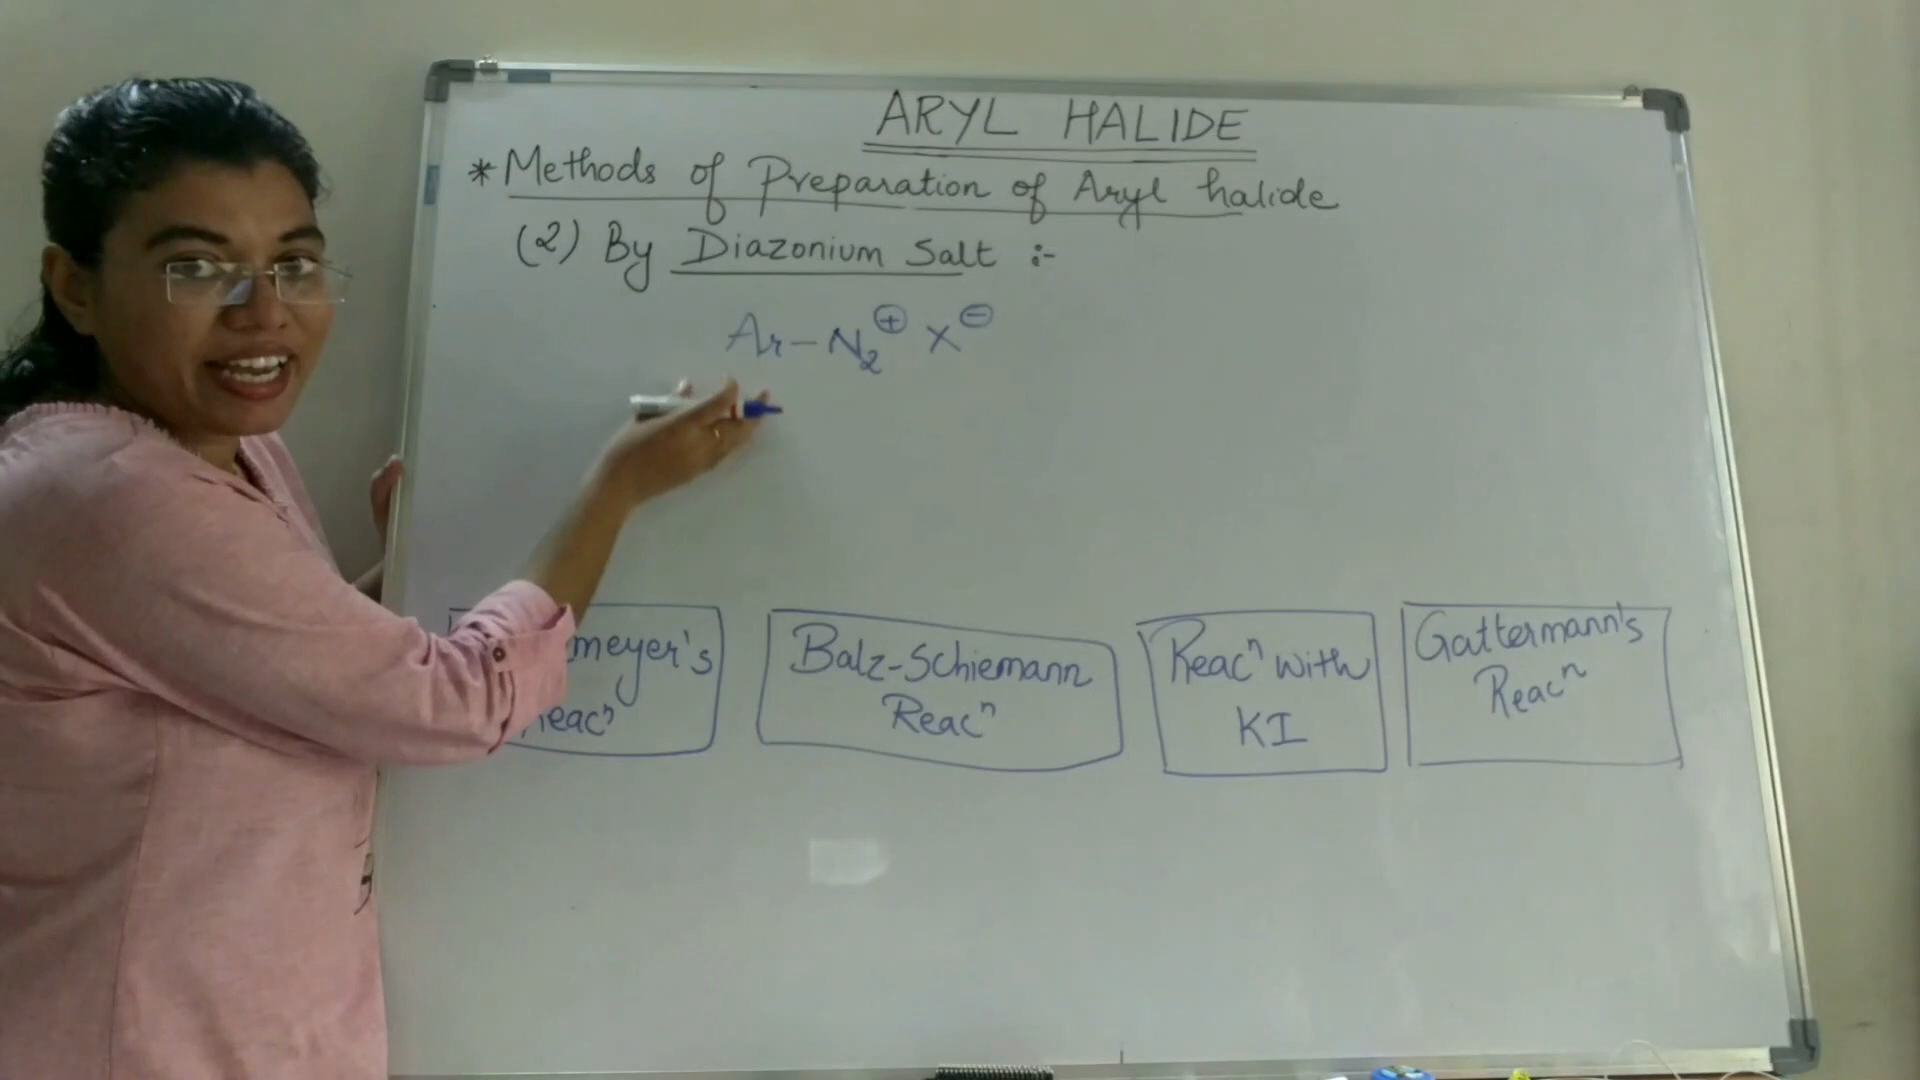 ARYL HALIDE
* Methods of Preparation of Aryl halide
(2) By Diazonium Salt :-
Ar-N₂⊕ X⊖
meyer's
Reacⁿ
Balz-Schiemann
Reacⁿ
Reacⁿ with
KI
Gattermann's
Reacⁿ